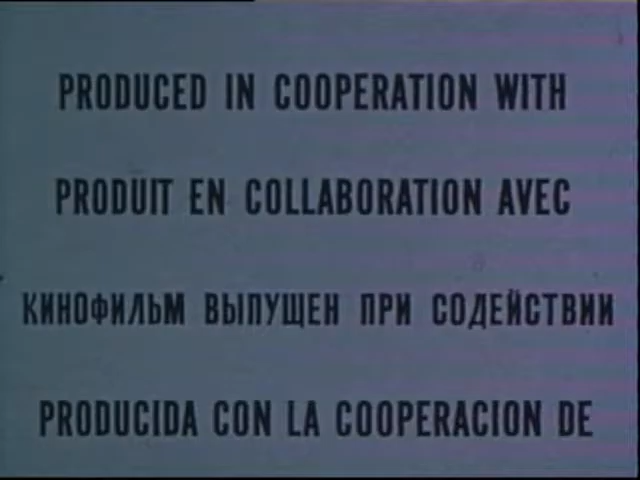 PRODUCED IN COOPERATION WITH
PRODUIT EN COLLABORATION AVEC
КИНОФИЛЬМ ВЫПУЩЕН ПРИ СОДЕЙСТВИИ
PRODUCIDA CON LA COOPERACION DE